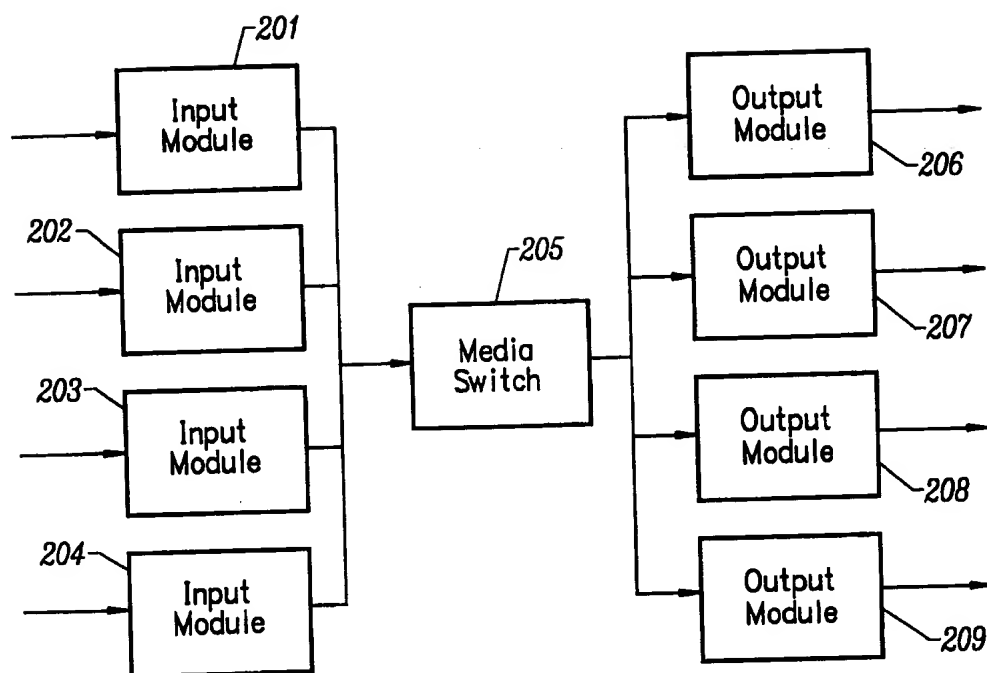 201
Input
Module
202
Input
Module
203
Input
Module
204
Input
Module
205
Media
Switch
Output
Module
206
Output
Module
207
Output
Module
208
Output
Module
209